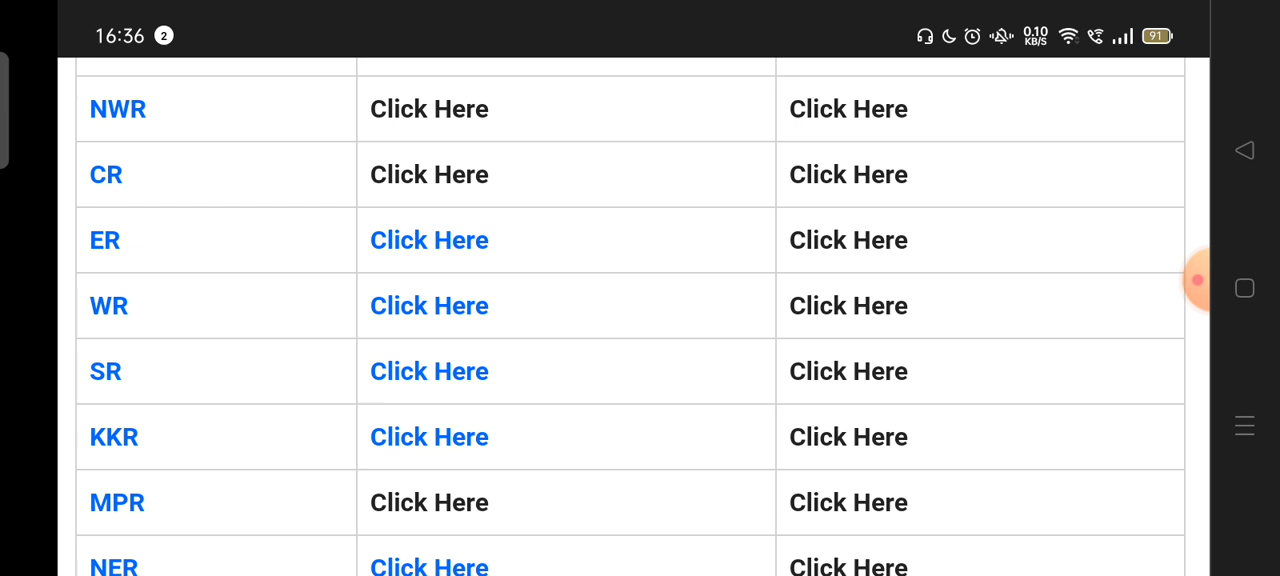 16:36 2 0.10 KB/S 91
NWR Click Here Click Here
CR Click Here Click Here
ER Click Here Click Here
WR Click Here Click Here
SR Click Here Click Here
KKR Click Here Click Here
MPR Click Here Click Here
NER Click Here Click Here